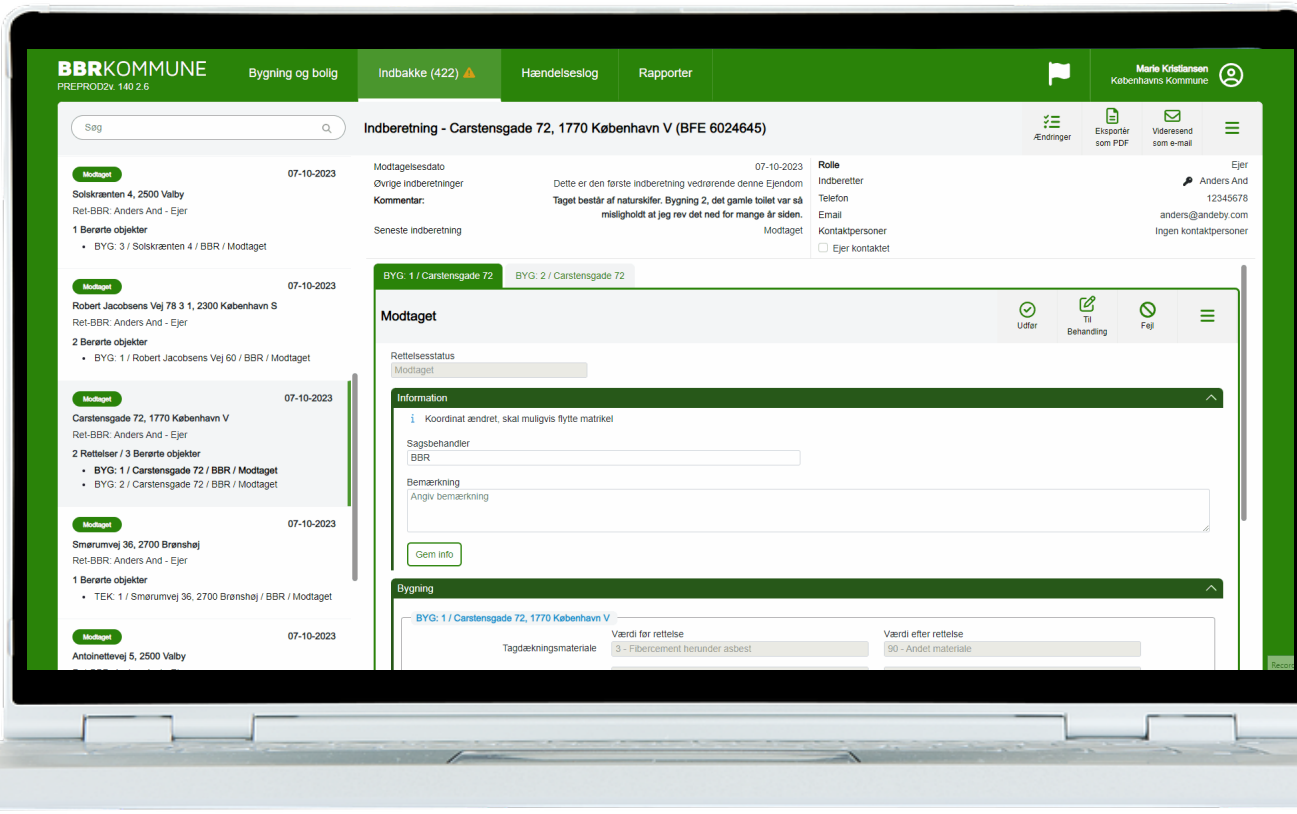 BBRKOMMUNE
PREPROD2v. 140 2.6
Bygning og bolig
Indbakke (422)
Hændelseslog
Rapporter
Marie Kristiansen
Københavns Kommune
Søg
Modtaget
07-10-2023
Solskrænten 4, 2500 Valby
Ret-BBR: Anders And - Ejer
1 Berørte objekter
• BYG: 3 / Solskrænten 4 / BBR / Modtaget
Modtaget
07-10-2023
Robert Jacobsens Vej 78 3 1, 2300 København S
Ret-BBR: Anders And - Ejer
2 Berørte objekter
• BYG: 1 / Robert Jacobsens Vej 60 / BBR / Modtaget
Modtaget
07-10-2023
Carstensgade 72, 1770 København V
Ret-BBR: Anders And - Ejer
2 Rettelser / 3 Berørte objekter
• BYG: 1 / Carstensgade 72 / BBR / Modtaget
• BYG: 2 / Carstensgade 72 / BBR / Modtaget
Modtaget
07-10-2023
Smørumvej 36, 2700 Brønshøj
Ret-BBR: Anders And - Ejer
1 Berørte objekter
• TEK: 1 / Smørumvej 36, 2700 Brønshøj / BBR / Modtaget
Modtaget
07-10-2023
Antoinettevej 5, 2500 Valby
Indberetning - Carstensgade 72, 1770 København V (BFE 6024645)
Ændringer
Eksportér
som PDF
Videresend
som e-mail
Modtagelsesdato
07-10-2023
Øvrige indberetninger
Dette er den første indberetning vedrørende denne Ejendom
Kommentar:
Taget består af naturskifer. Bygning 2, det gamle toilet var så
misligholdt at jeg rev det ned for mange år siden.
Seneste indberetning
Modtaget
Rolle
Ejer
Indberetter
Anders And
Telefon
12345678
Email
anders@andeby.com
Kontaktpersoner
Ingen kontaktpersoner
Ejer kontaktet
BYG: 1 / Carstensgade 72
BYG: 2 / Carstensgade 72
Modtaget
Udfør
Til
Behandling
Fejl
Rettelsesstatus
Modtaget
Information
Koordinat ændret, skal muligvis flytte matrikel
Sagsbehandler
BBR
Bemærkning
Angiv bemærkning
Gem info
Bygning
BYG: 1 / Carstensgade 72, 1770 København V
Værdi før rettelse
Værdi efter rettelse
Tagdækningsmateriale
3 - Fibercement herunder asbest
90 - Andet materiale